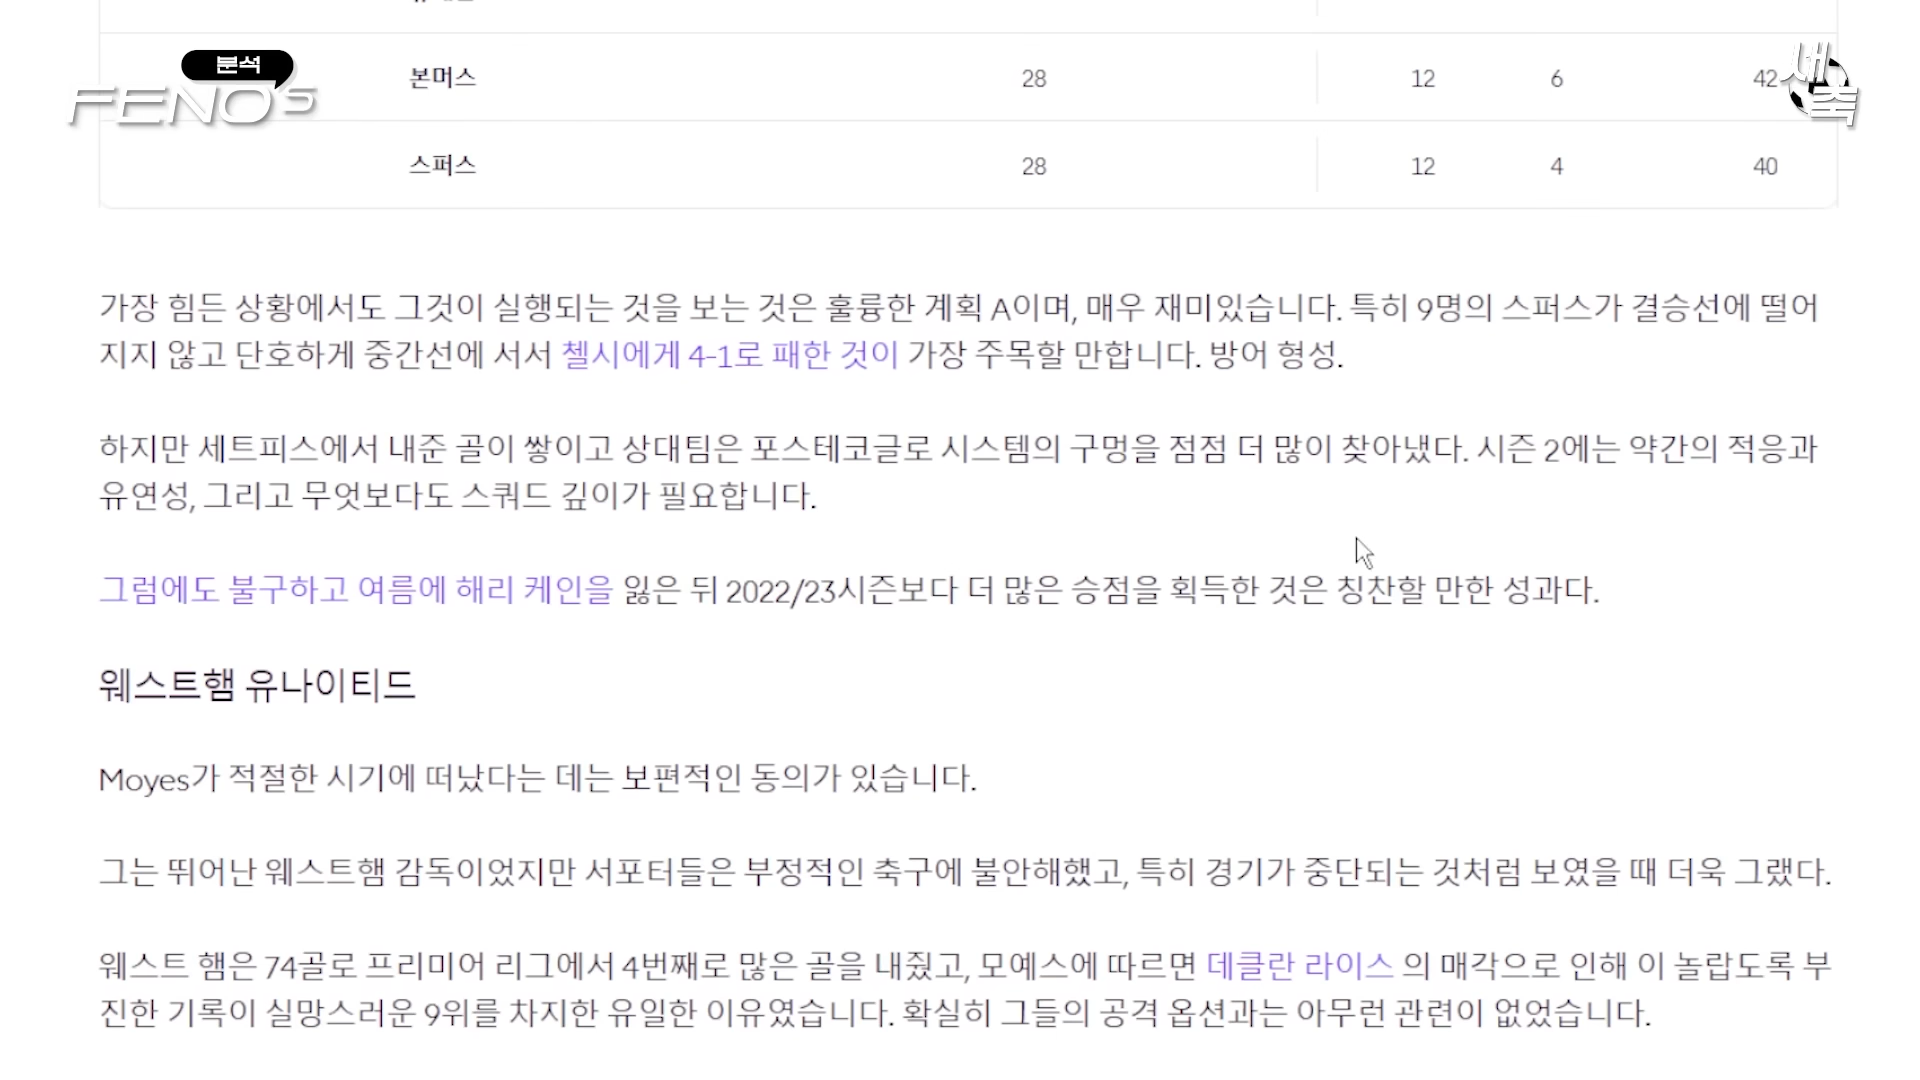 분석
FENO'S
세축
본머스 28 12 6 42
스퍼스 28 12 4 40
가장 힘든 상황에서도 그것이 실행되는 것을 보는 것은 훌륭한 계획 A이며, 매우 재미있습니다. 특히 9명의 스퍼스가 결승선에 떨어
지지 않고 단호하게 중간선에 서서 첼시에게 4-1로 패한 것이 가장 주목할 만합니다. 방어 형성.
하지만 세트피스에서 내준 골이 쌓이고 상대팀은 포스테코글로 시스템의 구멍을 점점 더 많이 찾아냈다. 시즌 2에는 약간의 적응과
유연성, 그리고 무엇보다도 스쿼드 깊이가 필요합니다.
그럼에도 불구하고 여름에 해리 케인을 잃은 뒤 2022/23시즌보다 더 많은 승점을 획득한 것은 칭찬할 만한 성과다.
웨스트햄 유나이티드
Moyes가 적절한 시기에 떠났다는 데는 보편적인 동의가 있습니다.
그는 뛰어난 웨스트햄 감독이었지만 서포터들은 부정적인 축구에 불안해했고, 특히 경기가 중단되는 것처럼 보였을 때 더욱 그랬다.
웨스트 햄은 74골로 프리미어 리그에서 4번째로 많은 골을 내줬고, 모예스에 따르면 데클란 라이스 의 매각으로 인해 이 놀랍도록 부
진한 기록이 실망스러운 9위를 차지한 유일한 이유였습니다. 확실히 그들의 공격 옵션과는 아무런 관련이 없었습니다.